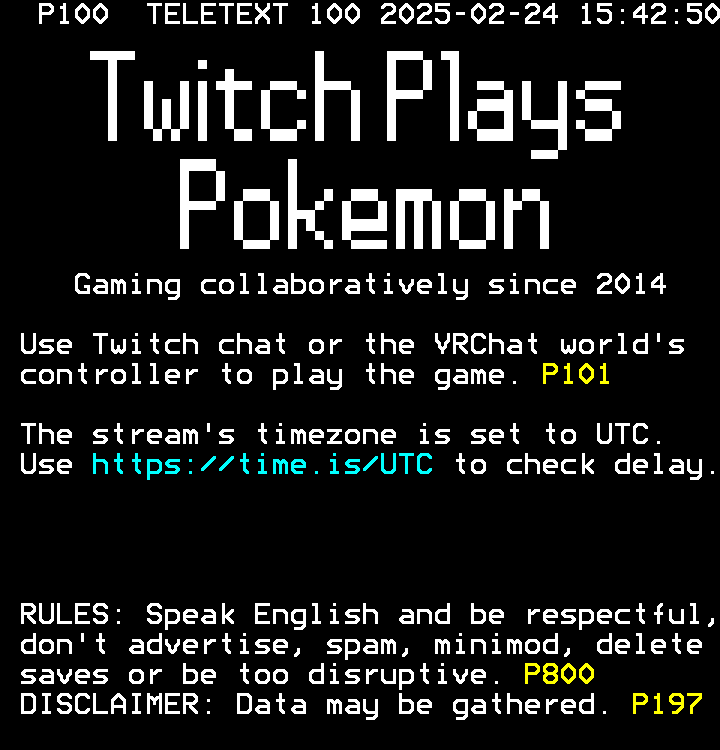 P100 TELETEXT 100 2025-02-24 15:42:50
Twitch Plays
Pokemon
Gaming collaboratively since 2014
Use Twitch chat or the VRChat world's
controller to play the game. P101
The stream's timezone is set to UTC.
Use https://time.is/UTC to check delay.
RULES: Speak English and be respectful,
don't advertise, spam, minimod, delete
saves or be too disruptive. P800
DISCLAIMER: Data may be gathered. P197